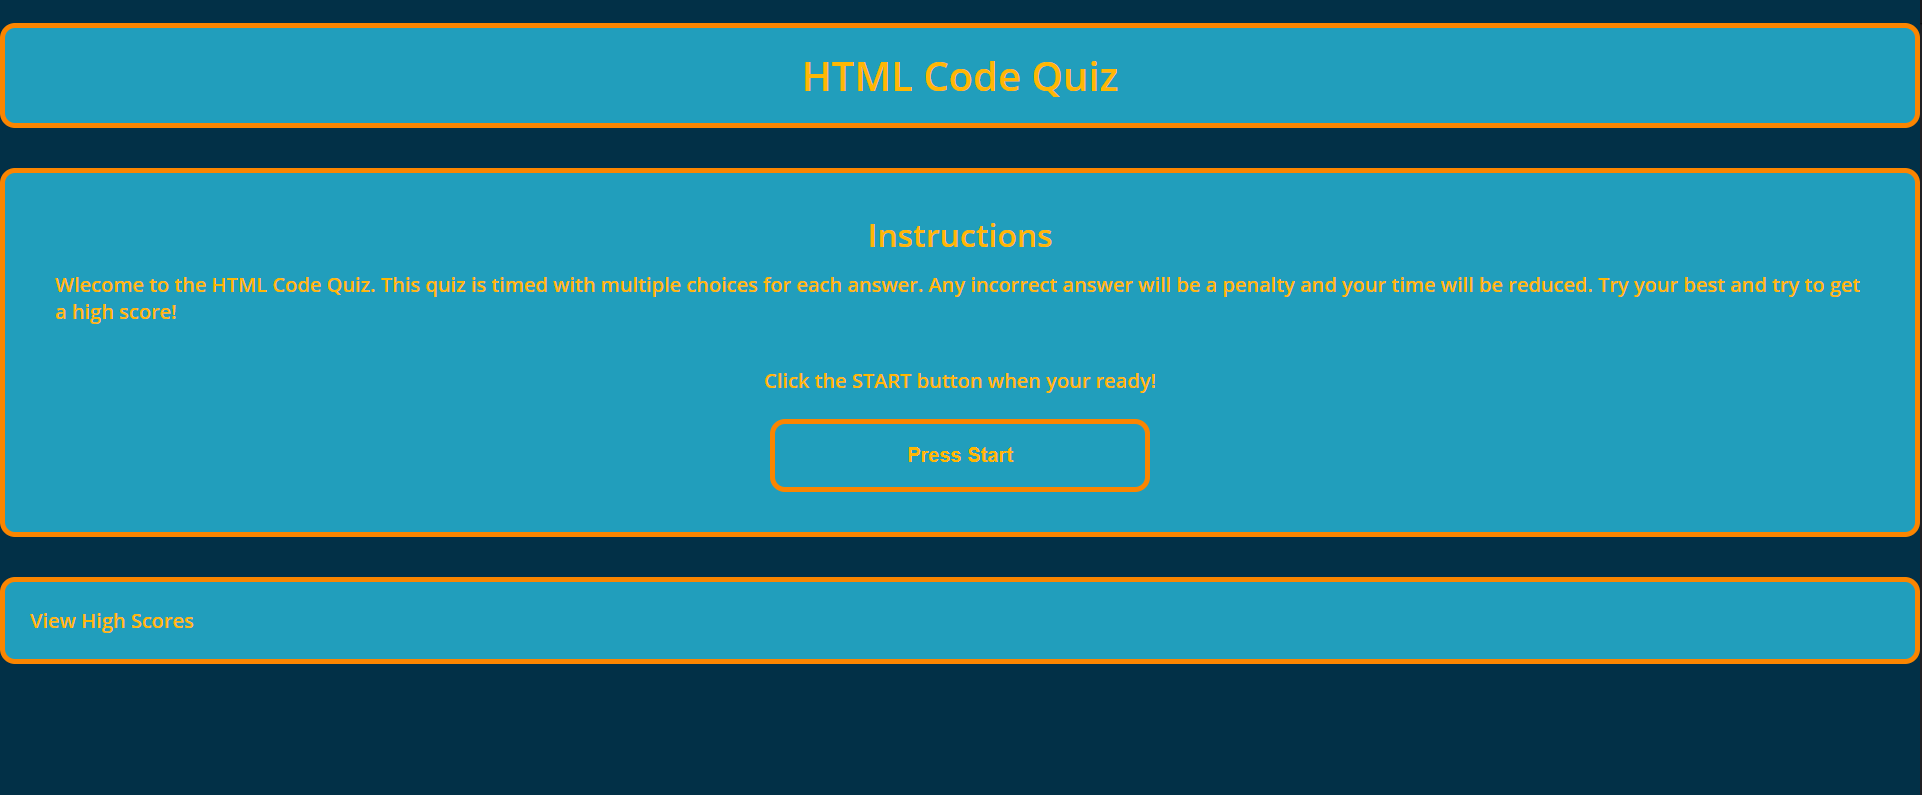 HTML Code Quiz
Instructions
Wlecome to the HTML Code Quiz. This quiz is timed with multiple choices for each answer. Any incorrect answer will be a penalty and your time will be reduced. Try your best and try to get
a high score!
Click the START button when your ready!
Press Start
View High Scores